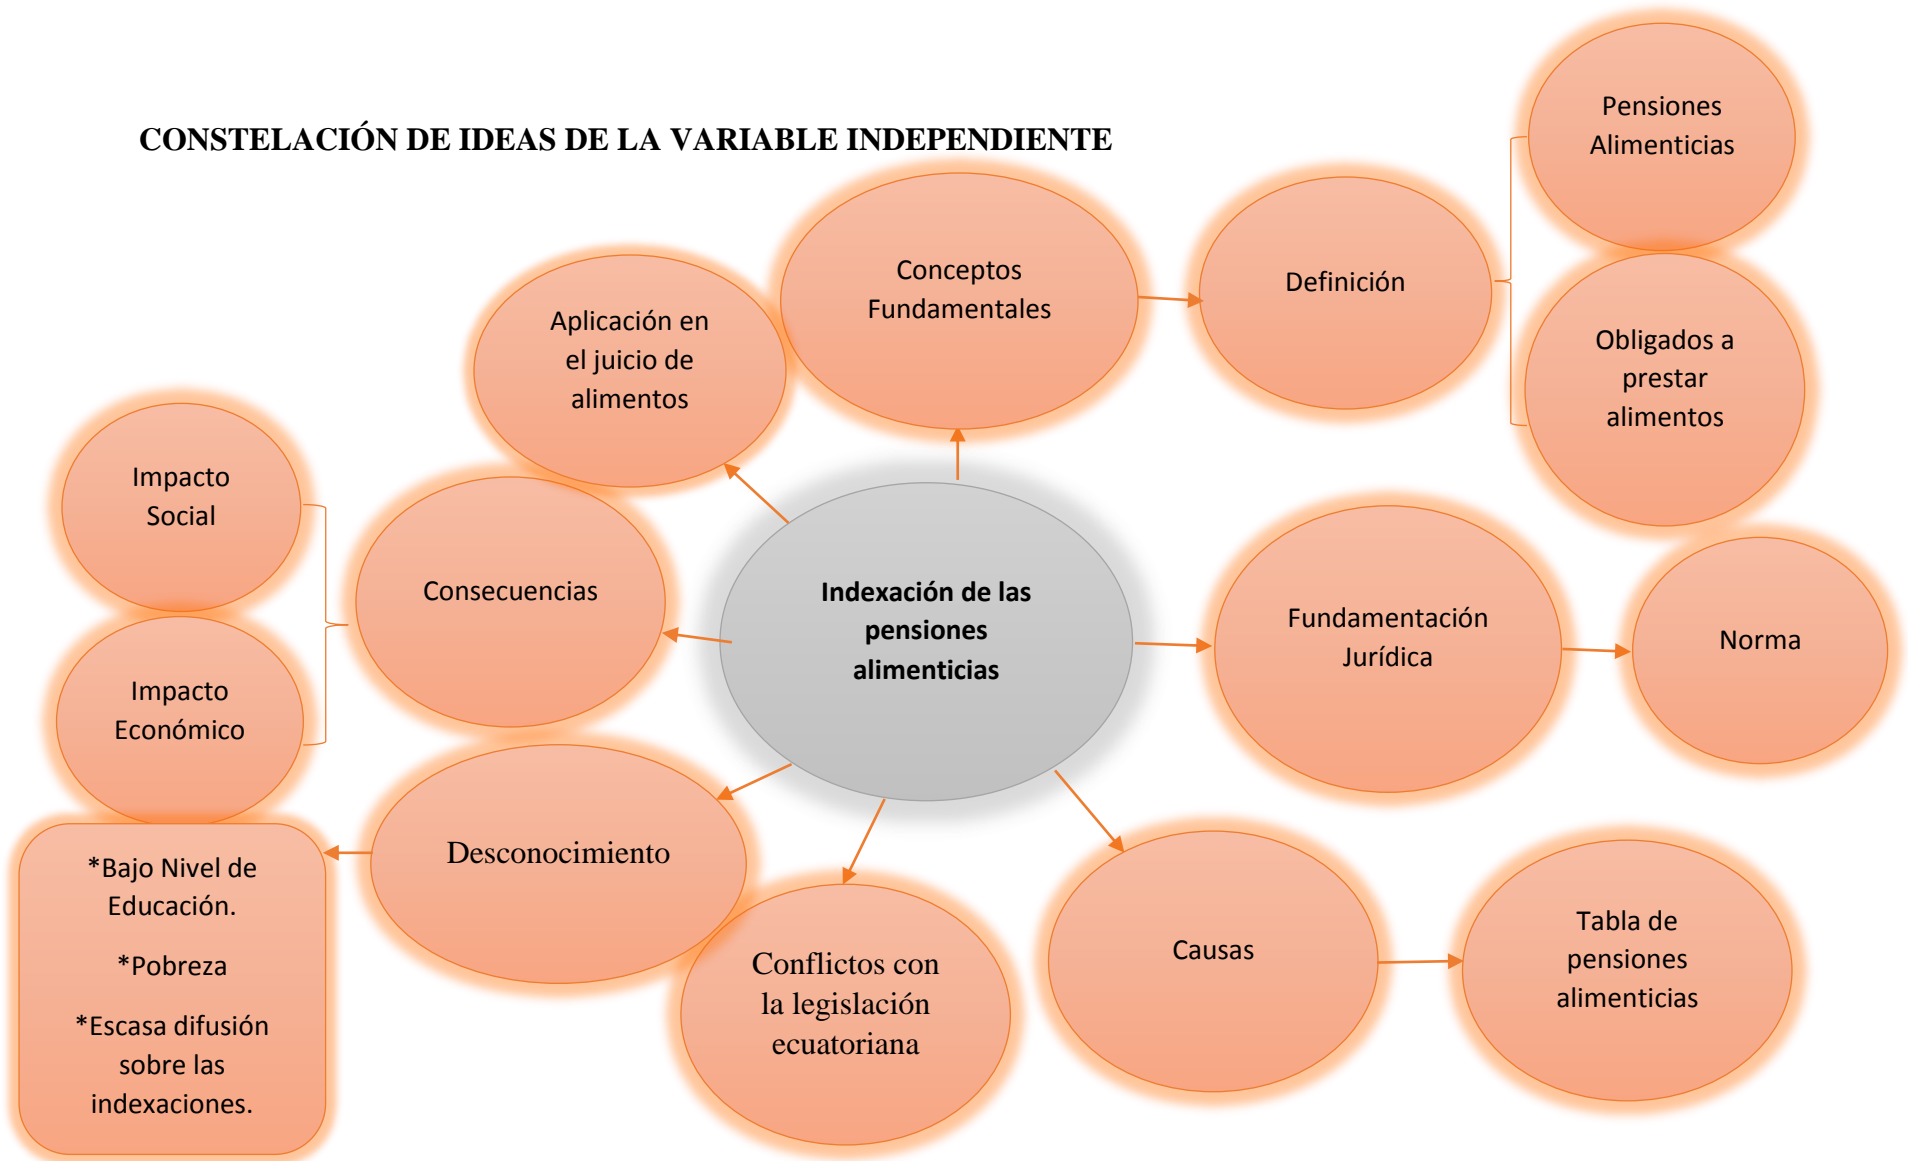 CONSTELACIÓN DE IDEAS DE LA VARIABLE INDEPENDIENTE
Pensiones
Alimenticias
Conceptos
Fundamentales
Definición
Aplicación en
el juicio de
alimentos
Obligados a
prestar
alimentos
Impacto
Social
Consecuencias
Indexación de las
pensiones
alimenticias
Fundamentación
Jurídica
Norma
Impacto
Económico
Desconocimiento
*Bajo Nivel de
Educación.
*Pobreza
*Escasa difusión
sobre las
indexaciones.
Conflictos con
la legislación
ecuatoriana
Causas
Tabla de
pensiones
alimenticias